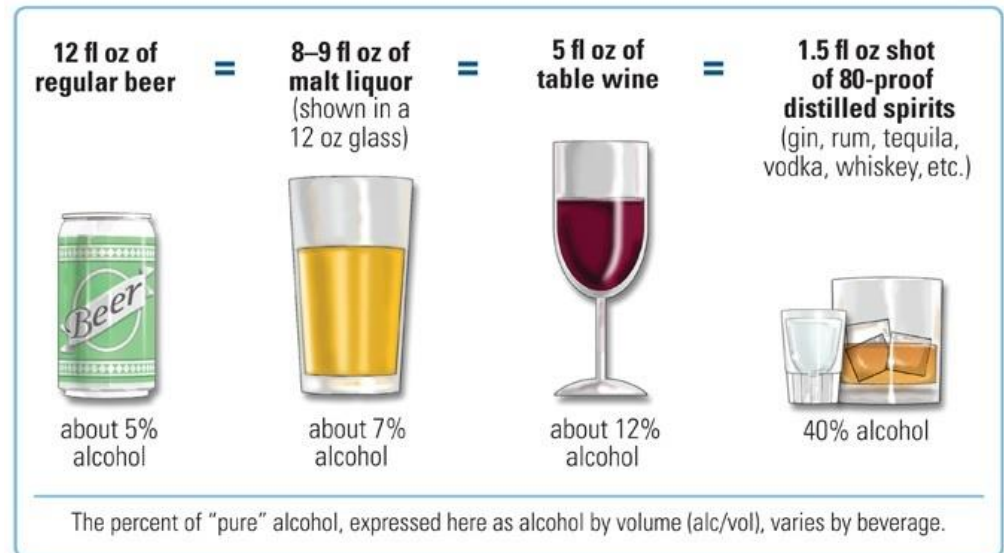 12 fl oz of
regular beer
=
8–9 fl oz of
malt liquor
(shown in a
12 oz glass)
=
5 fl oz of
table wine
=
1.5 fl oz shot
of 80-proof
distilled spirits
(gin, rum, tequila,
vodka, whiskey, etc.)
Beer
about 5%
alcohol
about 7%
alcohol
about 12%
alcohol
40% alcohol
The percent of “pure” alcohol, expressed here as alcohol by volume (alc/vol), varies by beverage.